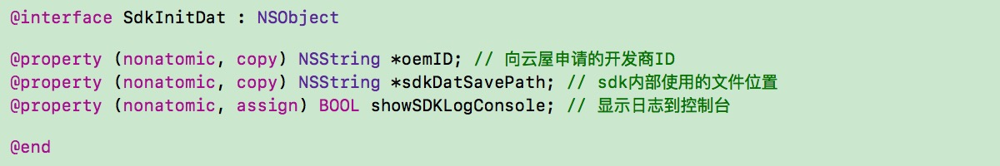 @interface SdkInitDat : NSObject
@property (nonatomic, copy) NSString *oemID; // 向云屋申请的开发商ID
@property (nonatomic, copy) NSString *sdkDatSavePath; // sdk内部使用的文件位置
@property (nonatomic, assign) BOOL showSDKLogConsole; // 显示日志到控制台
@end